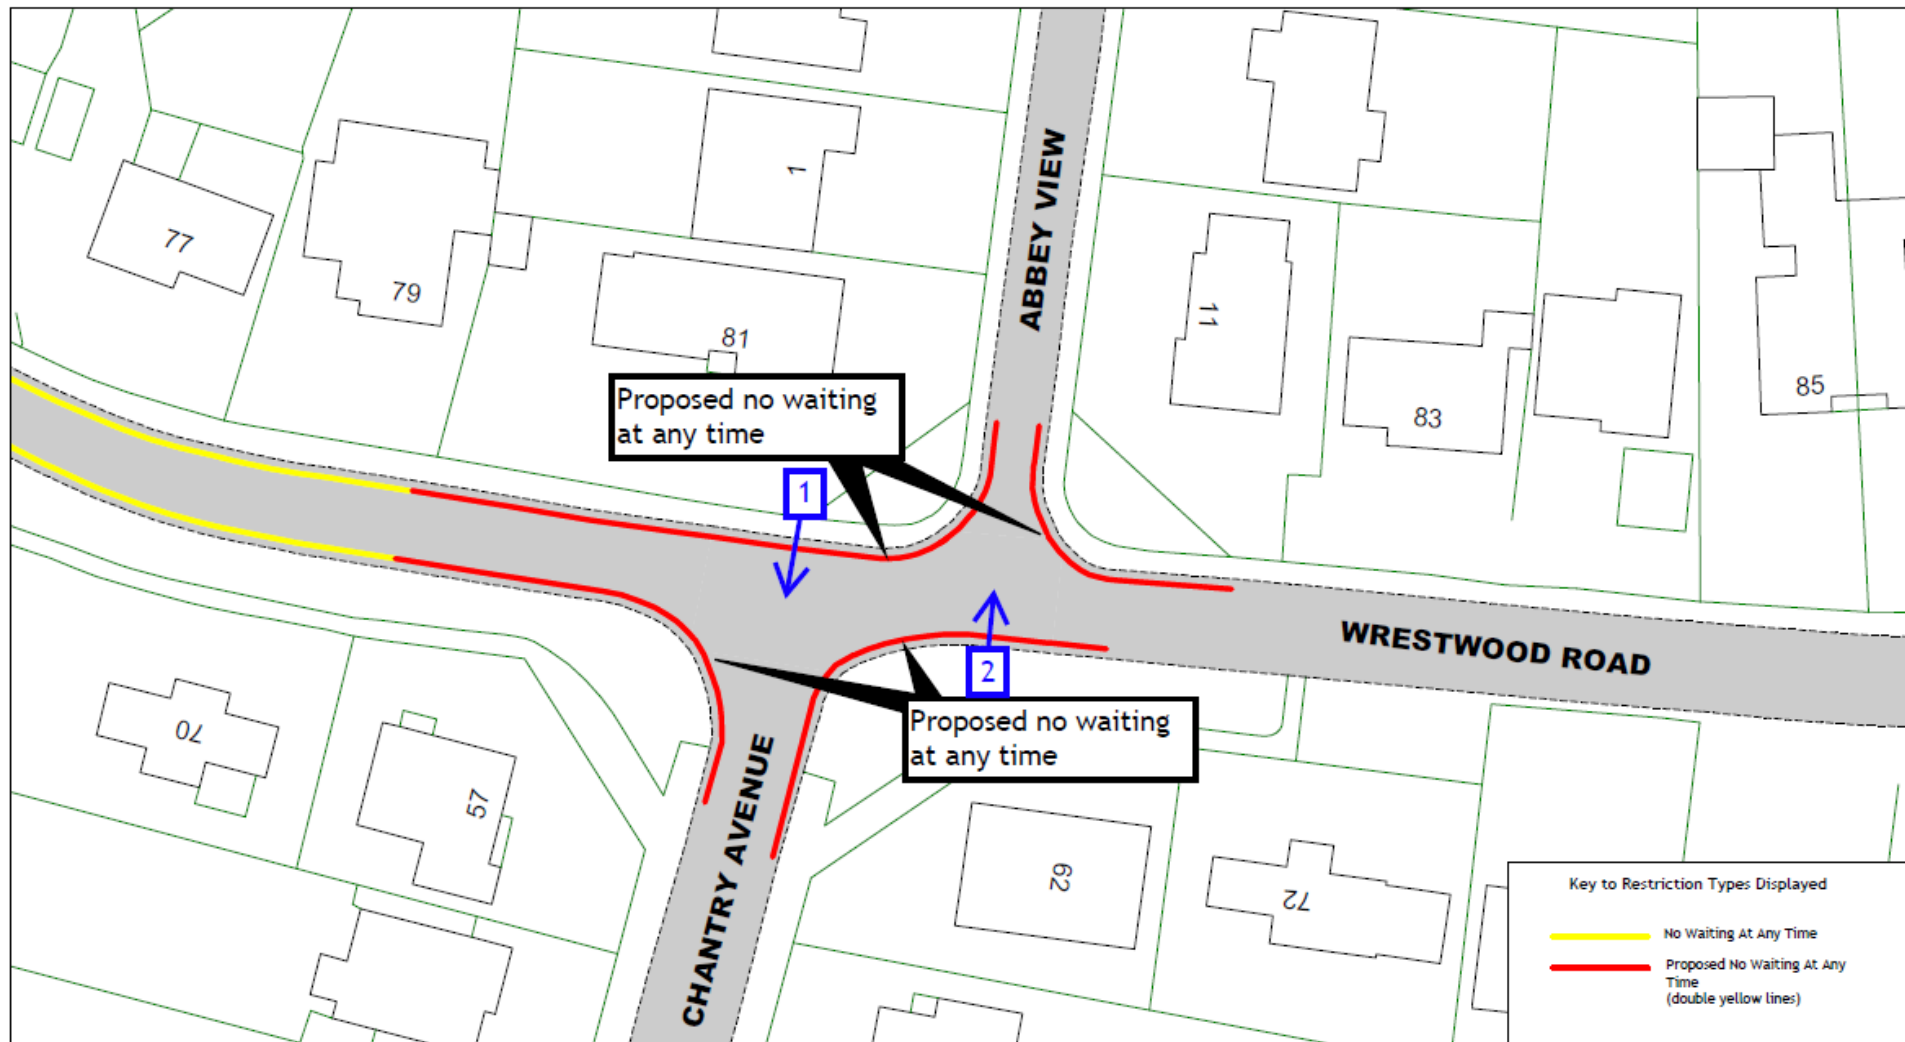 ABBEY VIEW
1
77
79
81
11
83
85
Proposed no waiting
at any time
1
WRESTWOOD ROAD
2
Proposed no waiting
at any time
70
57
CHANTRY AVENUE
62
72
Key to Restriction Types Displayed
No Waiting At Any Time
Proposed No Waiting At Any
Time
(double yellow lines)